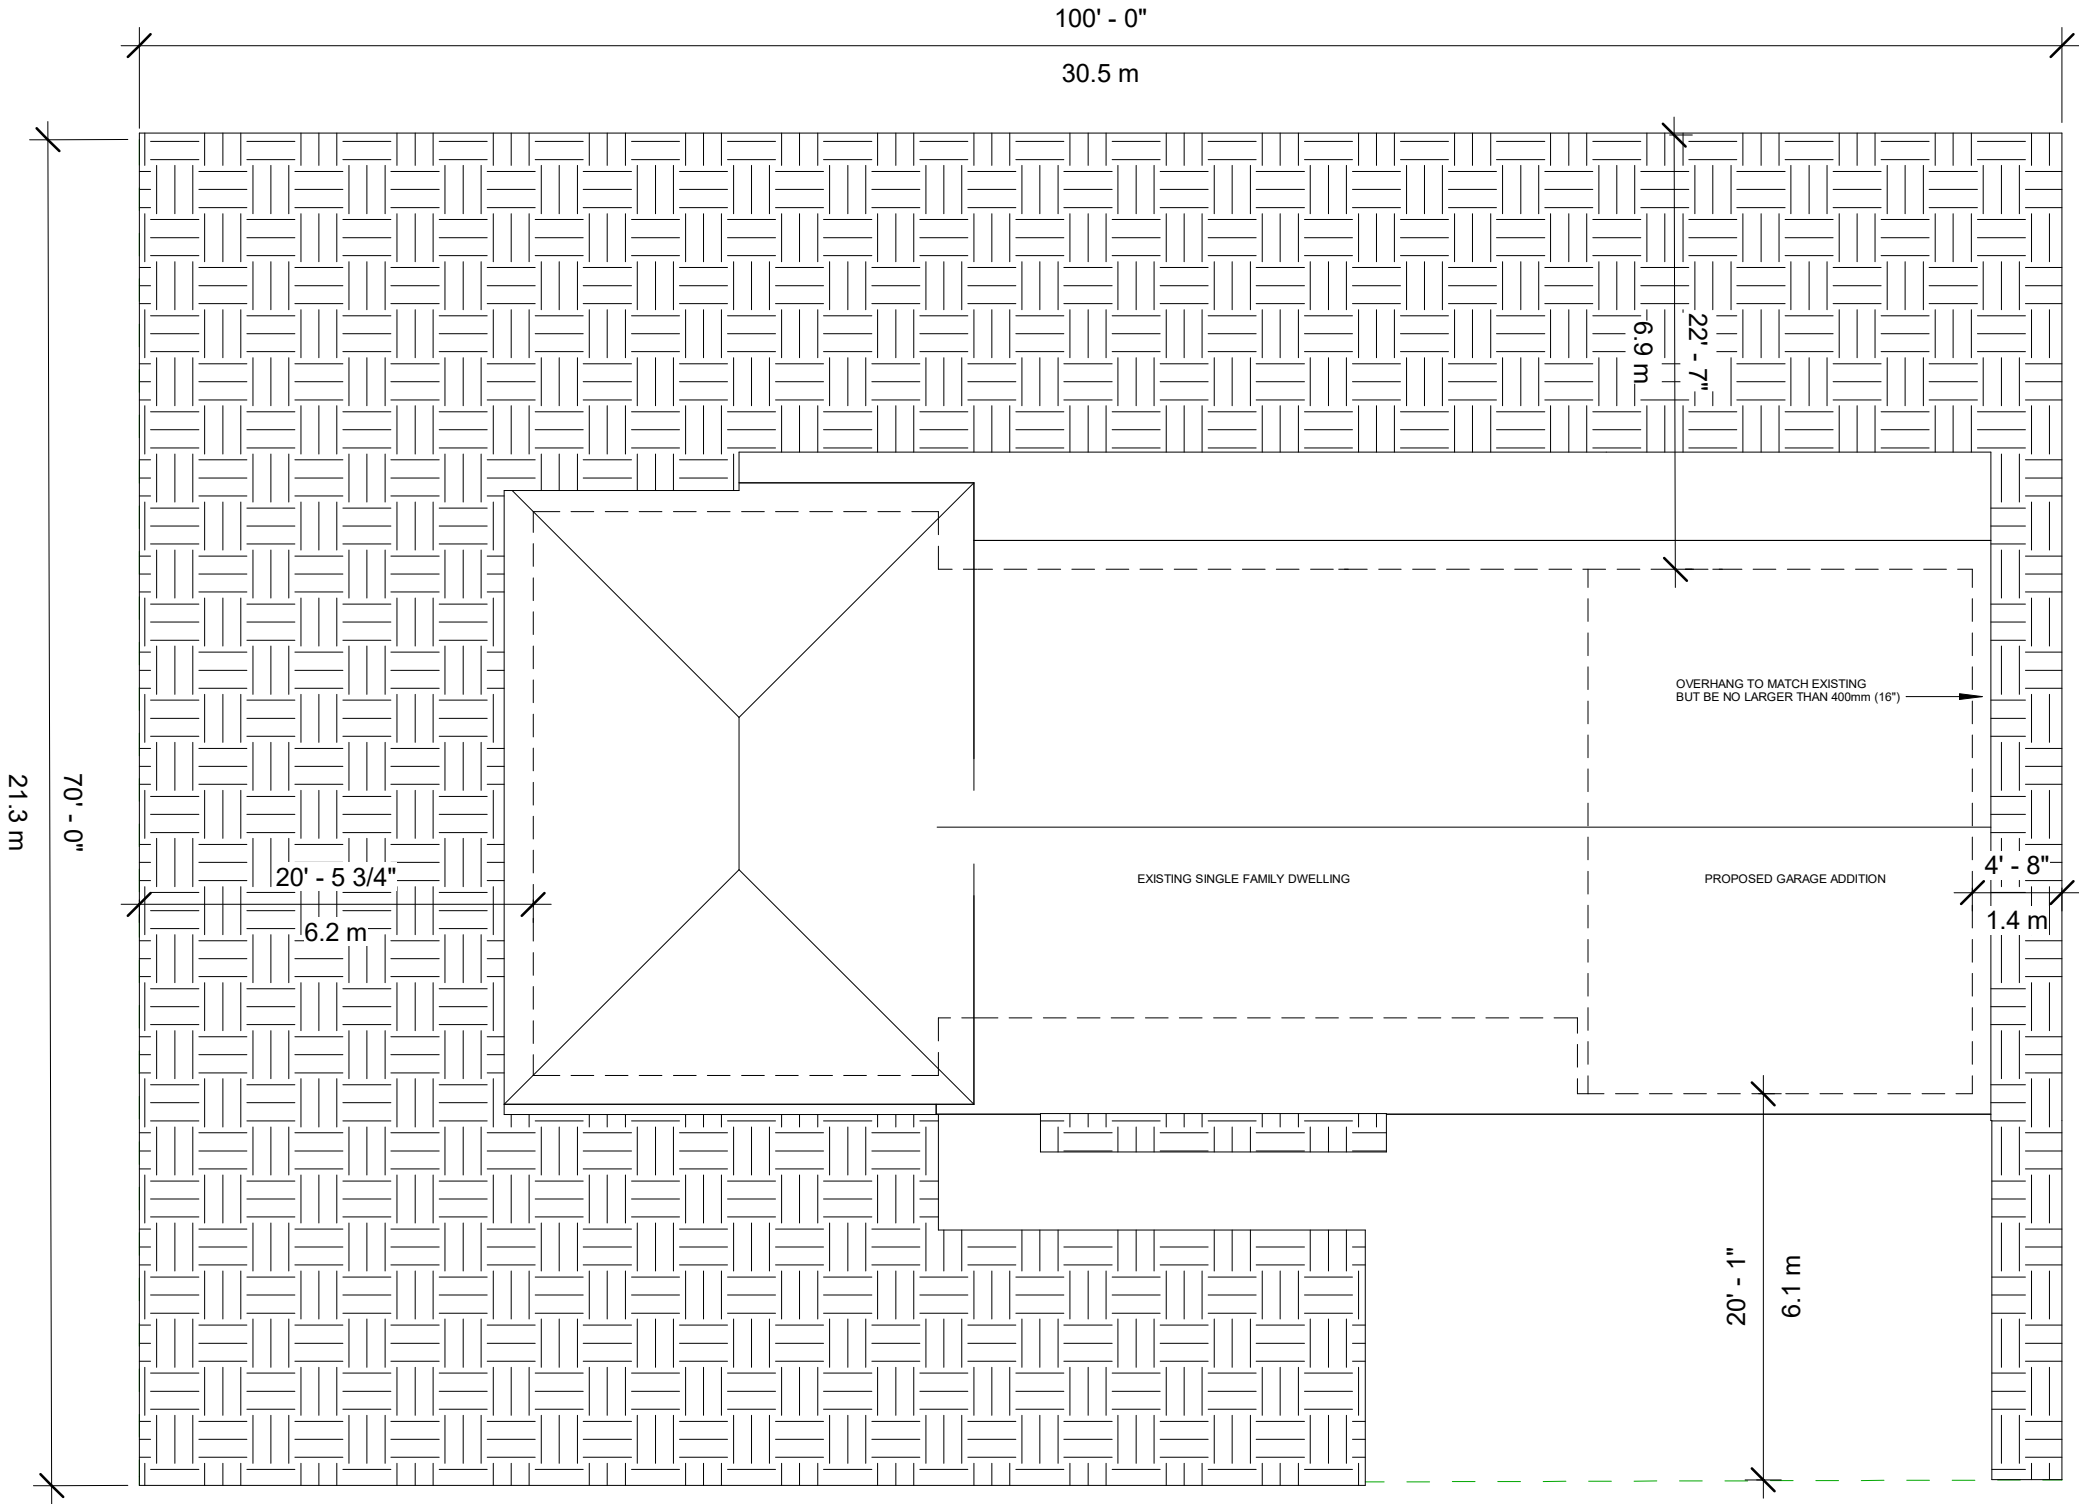 100' - 0"
30.5 m
22' - 7"
6.9 m
OVERHANG TO MATCH EXISTING
BUT BE NO LARGER THAN 400mm (16")
70' - 0"
21.3 m
20' - 5 3/4"
6.2 m
EXISTING SINGLE FAMILY DWELLING
PROPOSED GARAGE ADDITION
4' - 8"
1.4 m
20' - 1"
6.1 m